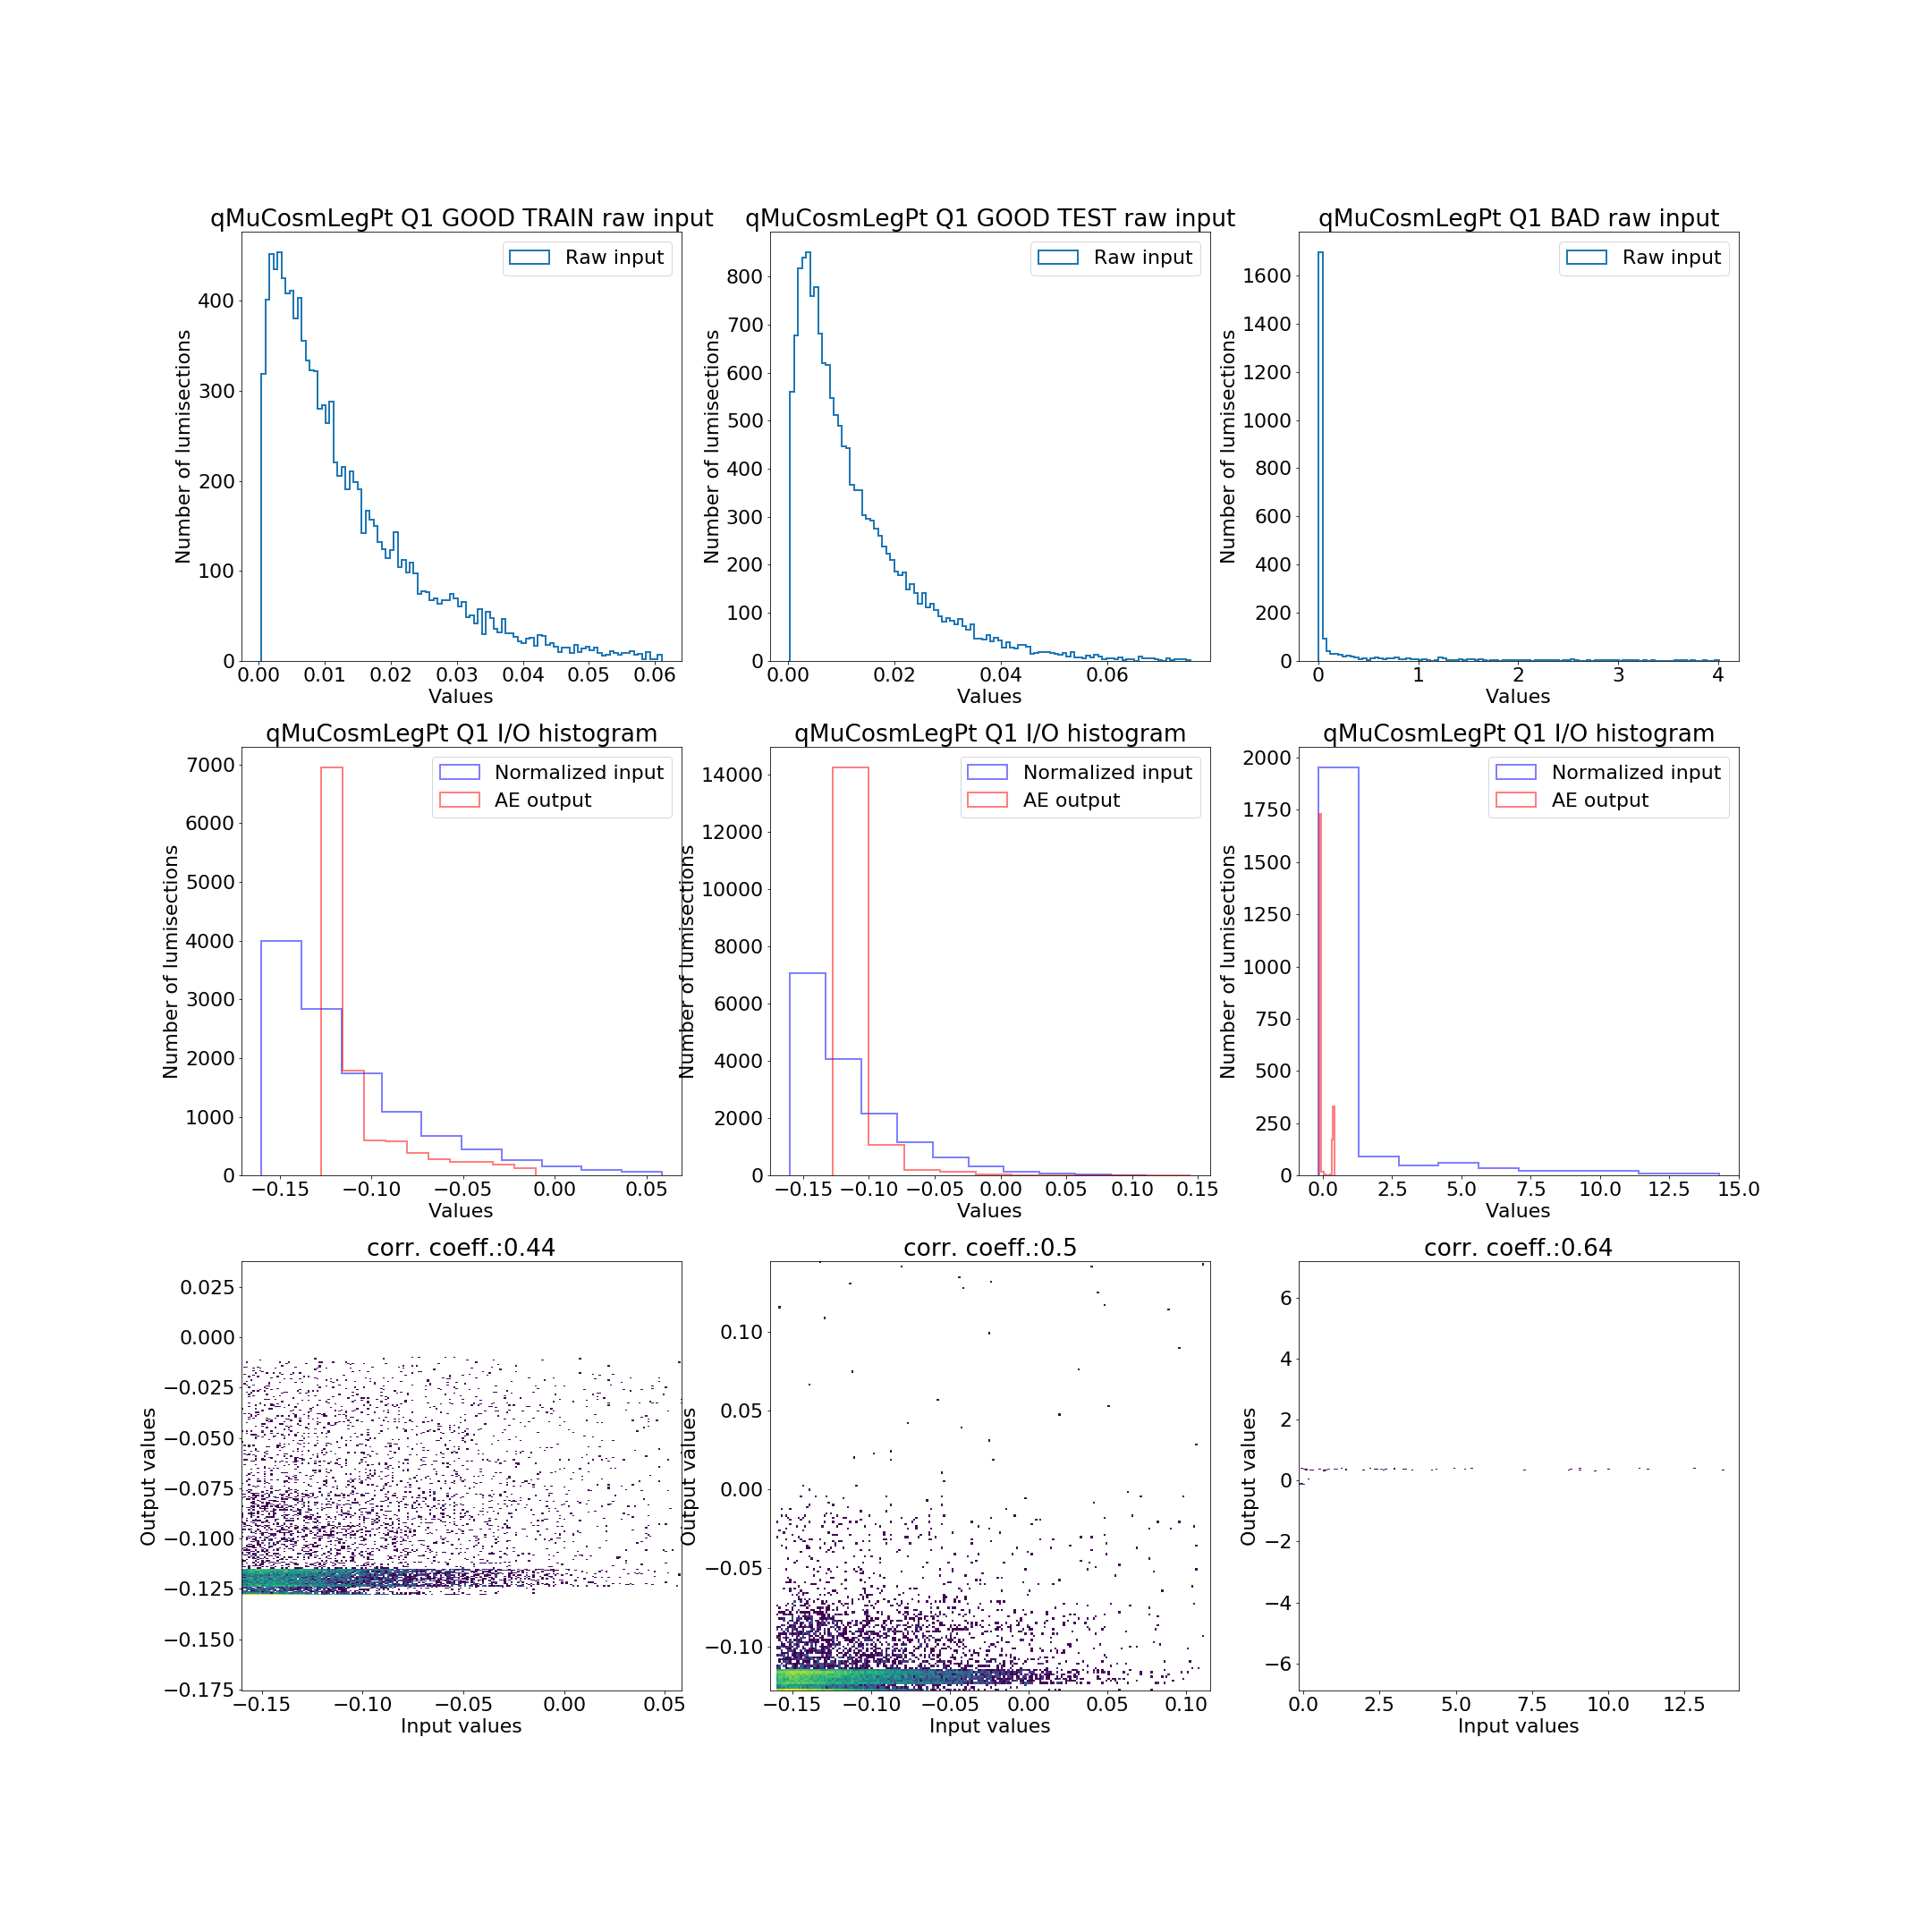 qMuCosmLegPt Q1 GOOD TRAIN raw input
Raw input
Number of lumisections
400
300
200
100
0
0.00 0.01 0.02 0.03 0.04 0.05 0.06
Values
qMuCosmLegPt Q1 GOOD TEST raw input
Raw input
Number of lumisections
800
700
600
500
400
300
200
100
0
0.00 0.02 0.04 0.06
Values
qMuCosmLegPt Q1 BAD raw input
Raw input
Number of lumisections
1600
1400
1200
1000
800
600
400
200
0
0 1 2 3 4
Values
qMuCosmLegPt Q1 I/O histogram
Normalized input
AE output
Number of lumisections
7000
6000
5000
4000
3000
2000
1000
0
−0.15 −0.10 −0.05 0.00 0.05
Values
qMuCosmLegPt Q1 I/O histogram
Normalized input
AE output
Number of lumisections
14000
12000
10000
8000
6000
4000
2000
0
−0.15 −0.10 −0.05 0.00 0.05 0.10 0.15
Values
qMuCosmLegPt Q1 I/O histogram
Normalized input
AE output
Number of lumisections
2000
1750
1500
1250
1000
750
500
250
0
0.0 2.5 5.0 7.5 10.0 12.5 15.0
Values
corr. coeff.:0.44
Output values
0.025
0.000
−0.025
−0.050
−0.075
−0.100
−0.125
−0.150
−0.175
−0.15 −0.10 −0.05 0.00 0.05
Input values
corr. coeff.:0.5
Output values
0.10
0.05
0.00
−0.05
−0.10
−0.15 −0.10 −0.05 0.00 0.05 0.10
Input values
corr. coeff.:0.64
Output values
6
4
2
0
−2
−4
−6
0.0 2.5 5.0 7.5 10.0 12.5
Input values